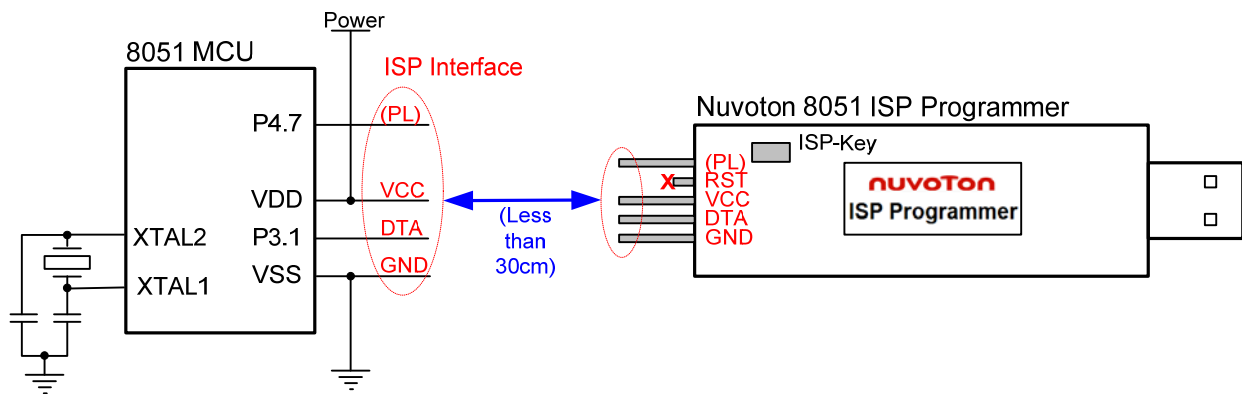 Power
8051 MCU
ISP Interface
P4.7
(PL)
VDD
VCC
XTAL2
P3.1
DTA
XTAL1
VSS
GND
(Less
than
30cm)
Nuvoton 8051 ISP Programmer
ISP-Key
(PL)
X RST
VCC
DTA
GND
nuvoTon
ISP Programmer